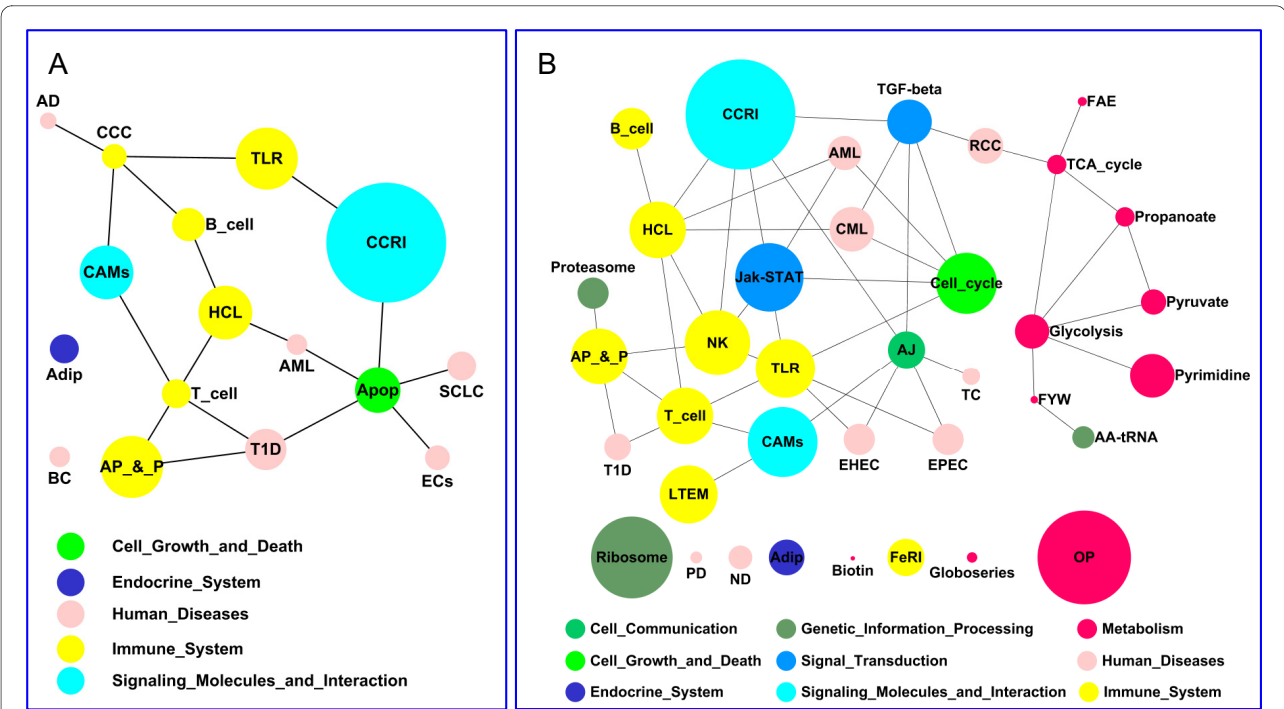 A
AD
CCC
TLR
B_cell
CCRI
CAMs
HCL
Adip
AML
T_cell
Apop
SCLC
T1D
AP_&_P
BC
ECs
Cell_Growth_and_Death
Endocrine_System
Human_Diseases
Immune_System
Signaling_Molecules_and_Interaction
B
TGF-beta
FAE
CCRI
B_cell
AML
RCC
TCA_cycle
HCL
CML
Propanoate
Proteasome
Jak-STAT
Cell_cycle
Pyruvate
Glycolysis
NK
AJ
AP_&_P
TLR
Pyrimidine
TC
FYW
T_cell
CAMs
AA-tRNA
T1D
EHEC
EPEC
LTEM
Ribosome
PD
ND
Adip
Biotin
FeRI
Globoseries
OP
Cell_Communication
Genetic_Information_Processing
Metabolism
Cell_Growth_and_Death
Signal_Transduction
Human_Diseases
Endocrine_System
Signaling_Molecules_and_Interaction
Immune_System